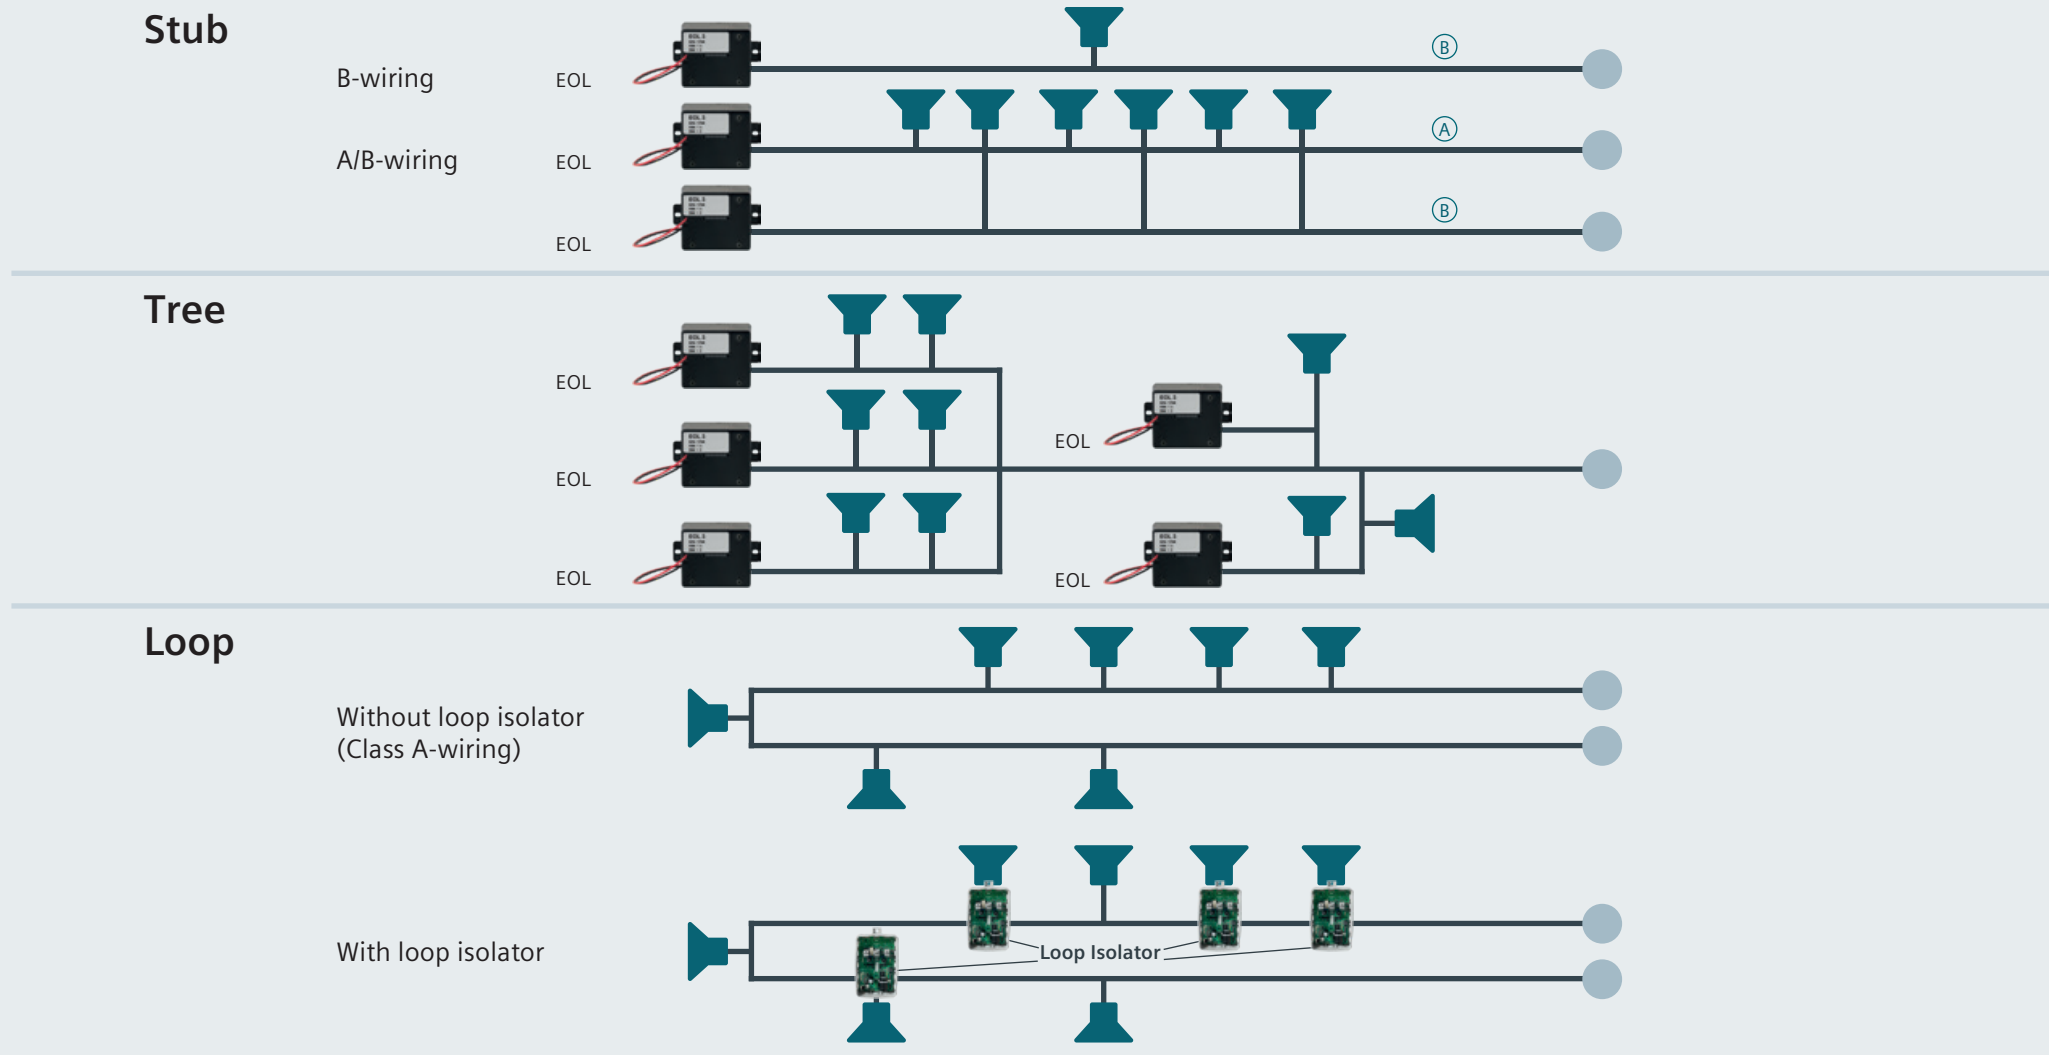 Stub
B-wiring
EOL
B
A/B-wiring
EOL
A
EOL
B
Tree
EOL
EOL
EOL
EOL
EOL
Loop
Without loop isolator
(Class A-wiring)
With loop isolator
Loop Isolator